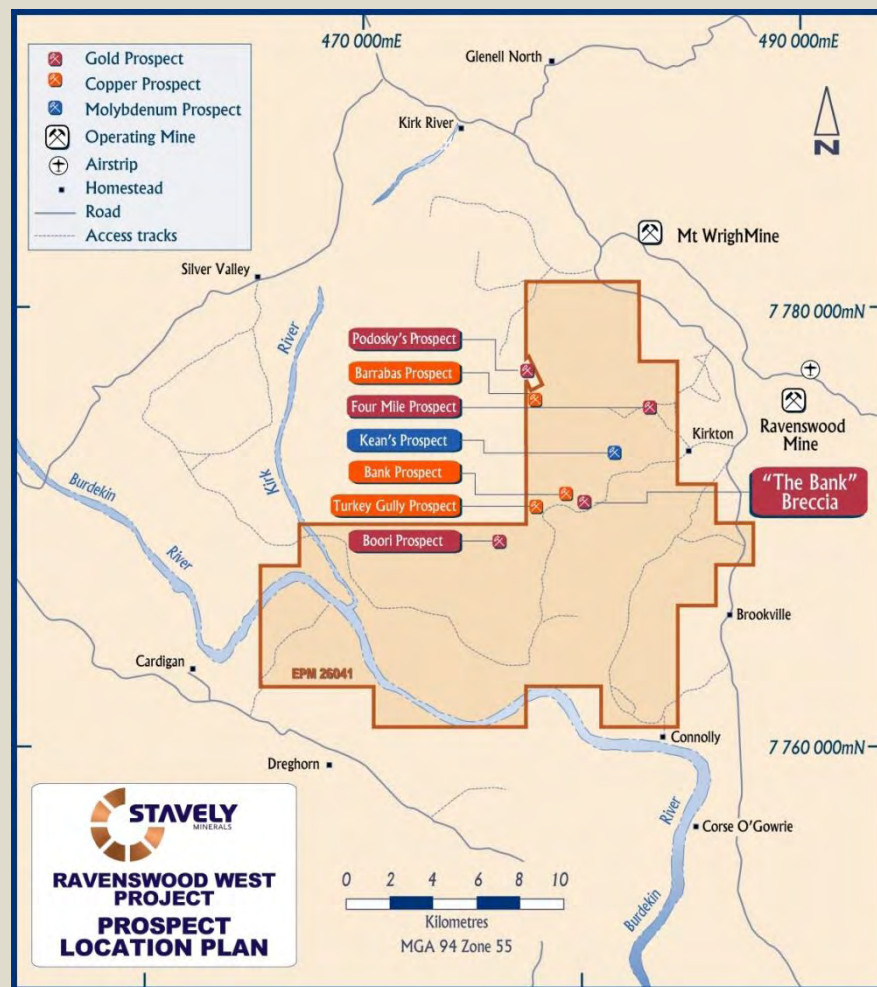 470 000mE
490 000mE
Gold Prospect
Copper Prospect
Molybdenum Prospect
Operating Mine
Airstrip
Homestead
Road
Access tracks
Glenell North
Kirk River
N
Mt WrighMine
Silver Valley
7 780 000mN
River
Kirk
Podosky's Prospect
Barrabas Prospect
Four Mile Prospect
Kean's Prospect
Bank Prospect
Turkey Gully Prospect
Boori Prospect
Kirkton
Ravenswood
Mine
"The Bank"
Breccia
Burdekin
River
Brookville
Cardigan
EPM 26041
Connolly
7 760 000mN
Dreghorn
River
Corse O'Gowrie
Burdekin
STAVELY
MINERALS
RAVENSWOOD WEST
PROJECT
PROSPECT
LOCATION PLAN
0 2 4 6 8 10
Kilometres
MGA 94 Zone 55